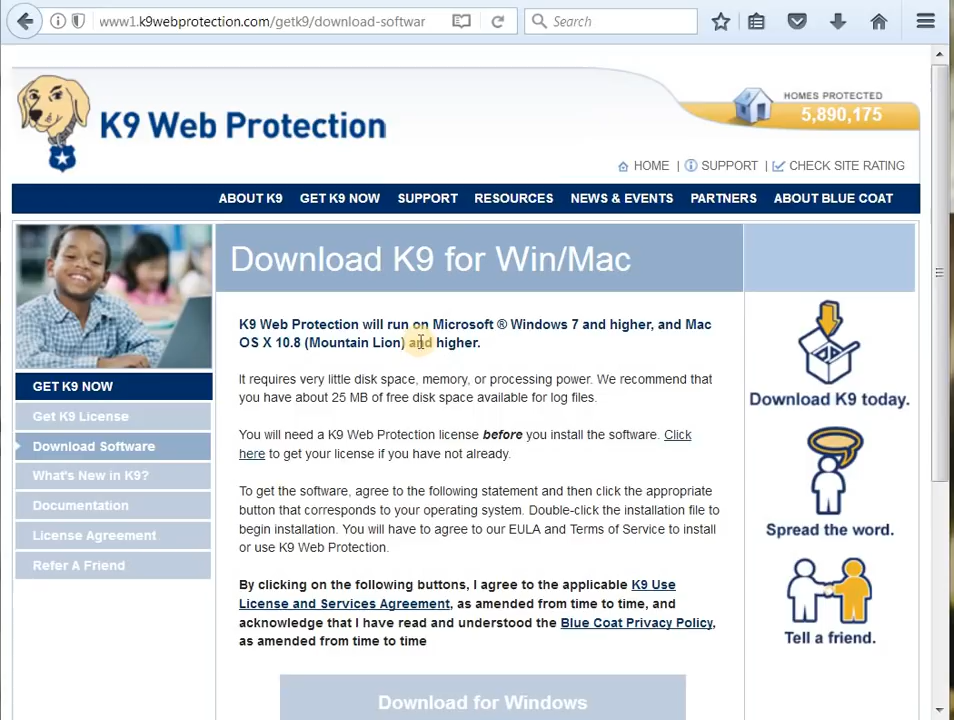 www1.k9webprotection.com/getk9/download-softwar
Search
K9 Web Protection
HOMES PROTECTED
5,890,175
HOME | SUPPORT | CHECK SITE RATING
ABOUT K9 GET K9 NOW SUPPORT RESOURCES NEWS & EVENTS PARTNERS ABOUT BLUE COAT
Download K9 for Win/Mac
K9 Web Protection will run on Microsoft ® Windows 7 and higher, and Mac
OS X 10.8 (Mountain Lion) and higher.
It requires very little disk space, memory, or processing power. We recommend that
you have about 25 MB of free disk space available for log files.
You will need a K9 Web Protection license before you install the software. Click
here to get your license if you have not already.
To get the software, agree to the following statement and then click the appropriate
button that corresponds to your operating system. Double-click the installation file to
begin installation. You will have to agree to our EULA and Terms of Service to install
or use K9 Web Protection.
By clicking on the following buttons, I agree to the applicable K9 Use
License and Services Agreement, as amended from time to time, and
acknowledge that I have read and understood the Blue Coat Privacy Policy,
as amended from time to time
Download for Windows
GET K9 NOW
Get K9 License
Download Software
What's New in K9?
Documentation
License Agreement
Refer A Friend
Download K9 today.
Spread the word.
Tell a friend.